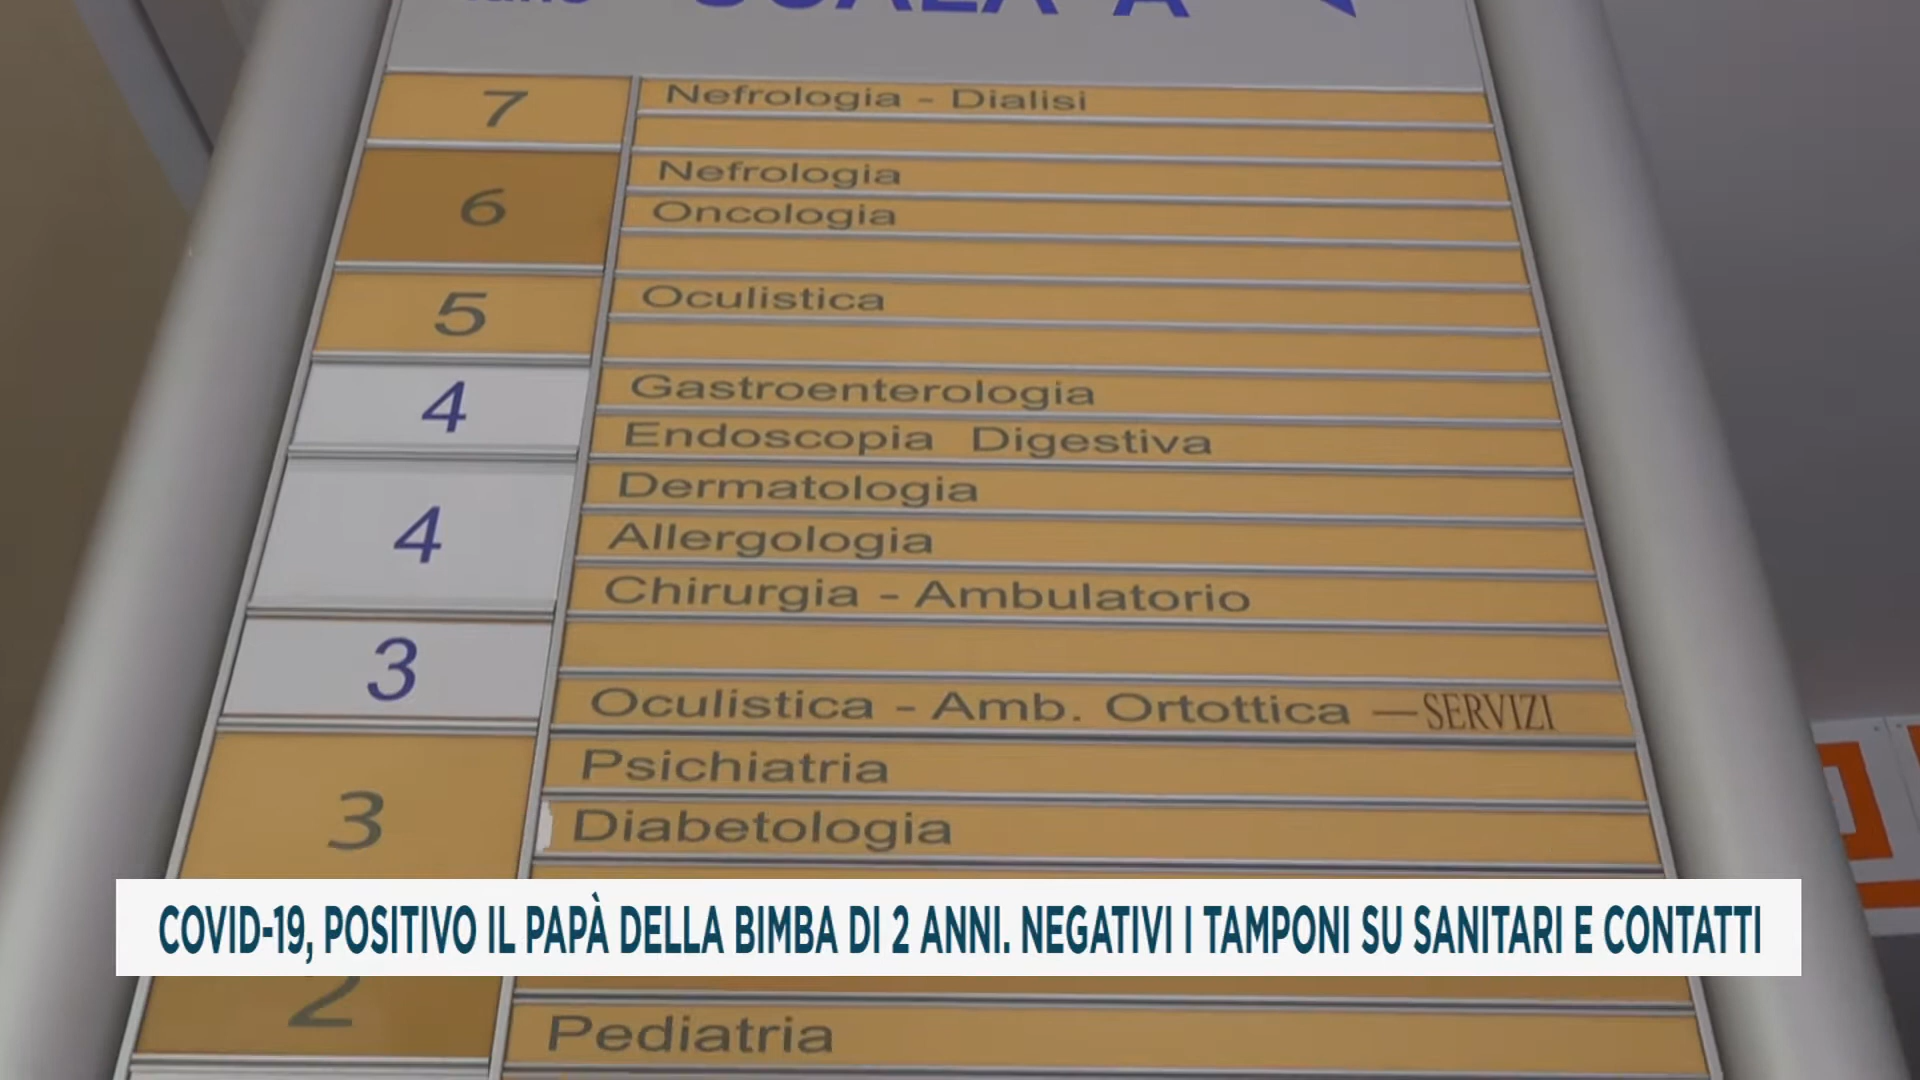 SCALA A
7
Nefrologia - Dialisi
6
Nefrologia
Oncologia
5
Oculistica
4
Gastroenterologia
Endoscopia Digestiva
4
Dermatologia
Allergologia
Chirurgia - Ambulatorio
3
Oculistica - Amb. Ortottica — SERVIZI
3
Psichiatria
Diabetologia
COVID-19, POSITIVO IL PAPÀ DELLA BIMBA DI 2 ANNI. NEGATIVI I TAMPONI SU SANITARI E CONTATTI
2
Pediatria